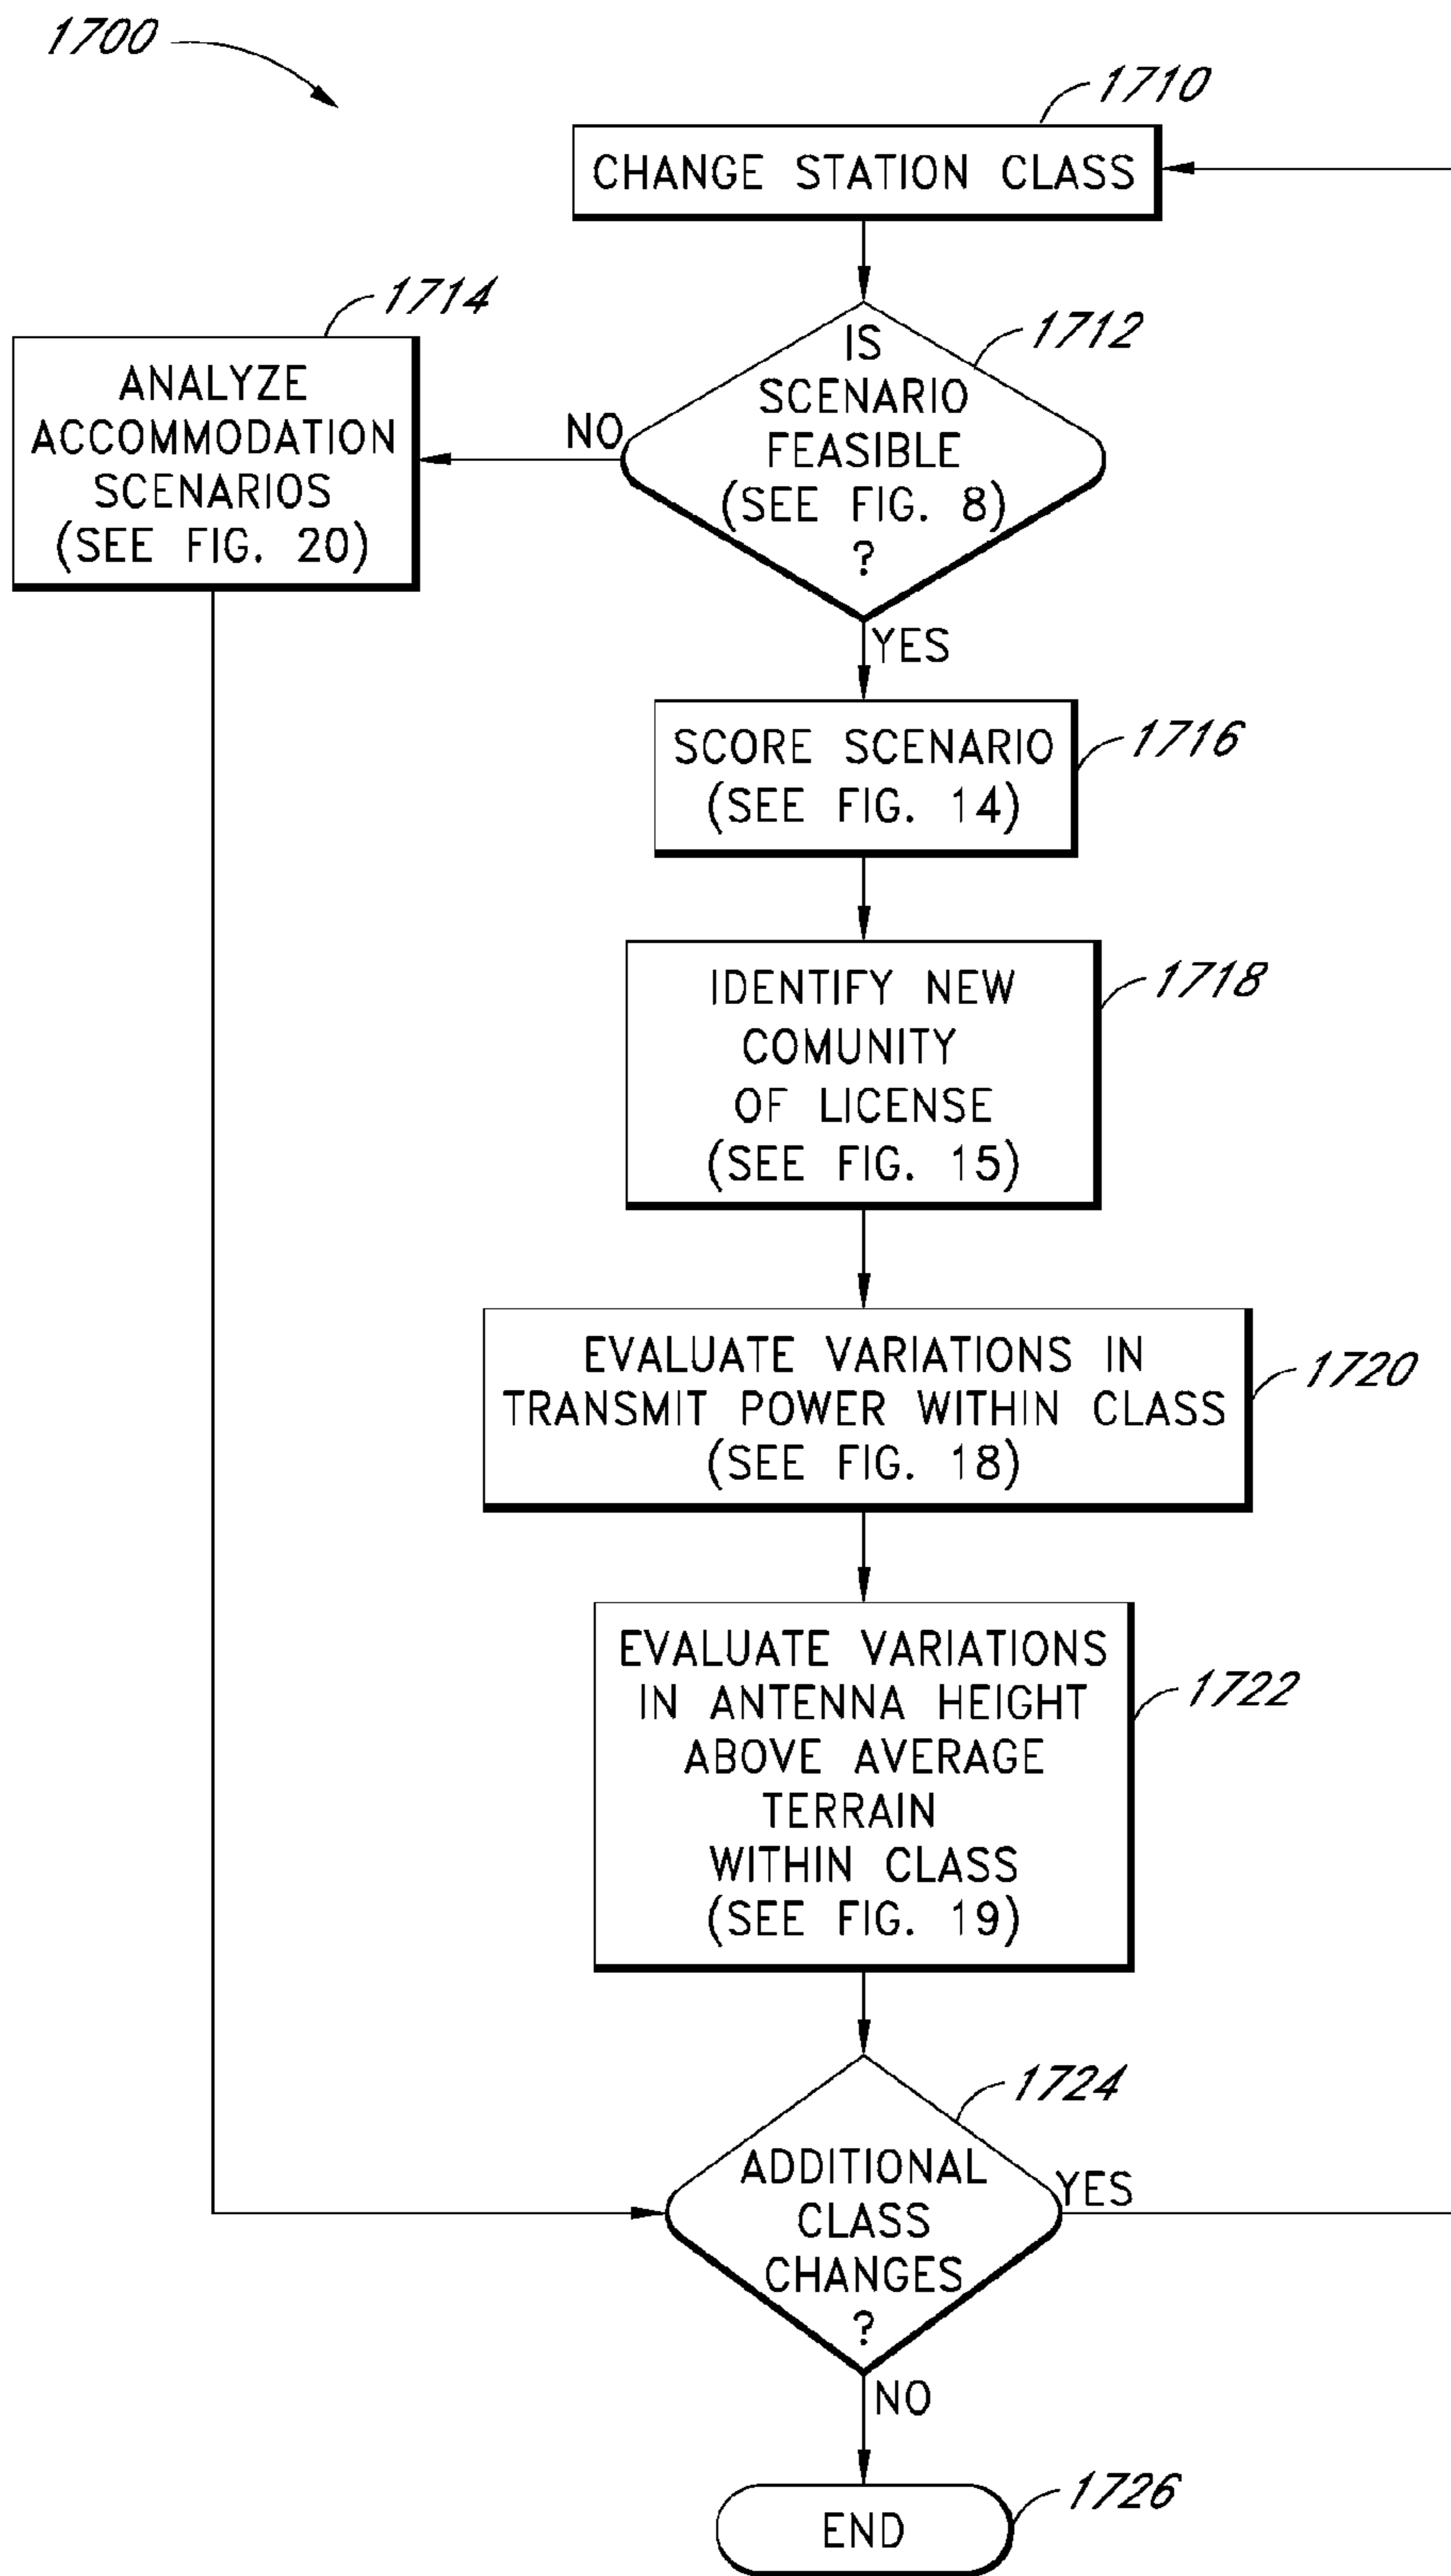 1700
1710
CHANGE STATION CLASS
1714
ANALYZE
ACCOMMODATION
SCENARIOS
(SEE FIG. 20)
1712
IS
SCENARIO
FEASIBLE
(SEE FIG. 8)
?
NO
YES
1716
SCORE SCENARIO
(SEE FIG. 14)
1718
IDENTIFY NEW
COMUNITY
OF LICENSE
(SEE FIG. 15)
1720
EVALUATE VARIATIONS IN
TRANSMIT POWER WITHIN CLASS
(SEE FIG. 18)
1722
EVALUATE VARIATIONS
IN ANTENNA HEIGHT
ABOVE AVERAGE
TERRAIN
WITHIN CLASS
(SEE FIG. 19)
1724
ADDITIONAL
CLASS
CHANGES
?
YES
NO
1726
END